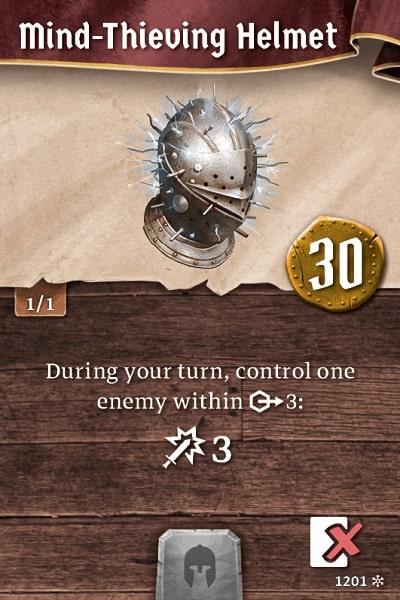 Mind-Thieving Helmet
30
1/1
During your turn, control one
enemy within 3:
3
1201